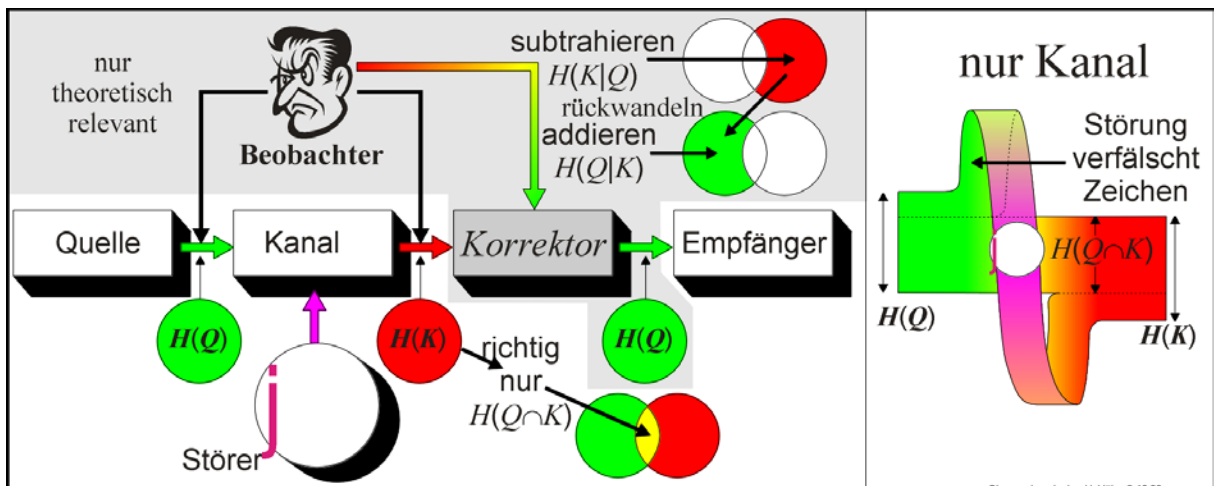 nur
theoretisch
relevant
Beobachter
subtrahieren
H(K|Q)
rückwandeln
addieren
H(Q|K)
Quelle
Kanal
Korrektor
Empfänger
H(Q)
H(K)
H(Q)
richtig
nur
H(Q∩K)
j
Störer
nur Kanal
Störung
verfälscht
Zeichen
j
H(Q∩K)
H(Q)
H(K)